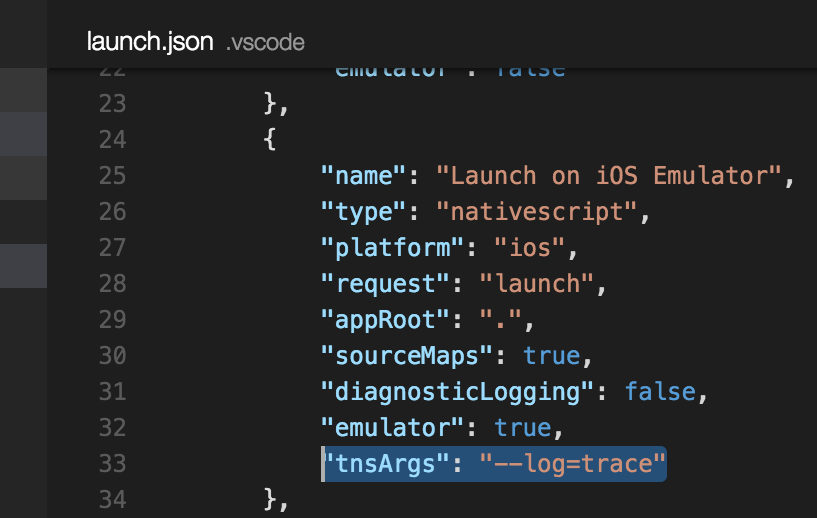 launch.json .vscode
22 "emulator": false
23 },
24 {
25 "name": "Launch on iOS Emulator",
26 "type": "nativescript",
27 "platform": "ios",
28 "request": "launch",
29 "appRoot": ".",
30 "sourceMaps": true,
31 "diagnosticLogging": false,
32 "emulator": true,
33 "tnsArgs": "--log=trace"
34 },